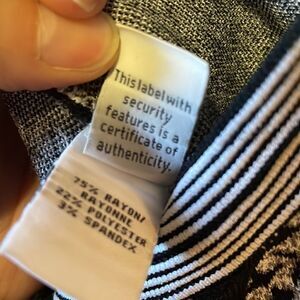 This label with
security
features is a
certificate of
authenticity.
75% RAYON/
RAYONNE
22% POLYESTER
3% SPANDEX